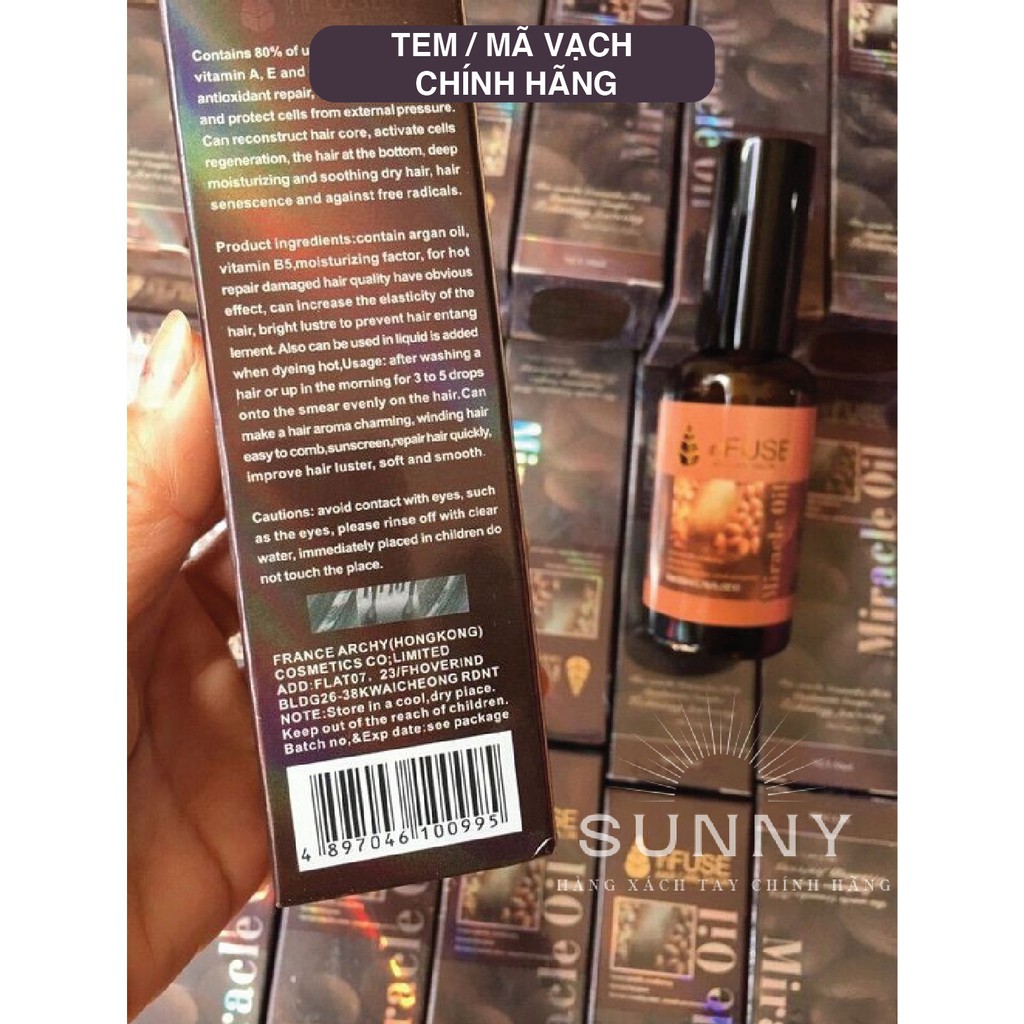 TEM / MÃ VẠCH
CHÍNH HÃNG
Contains 80% of
vitamin A, E and
antioxidant repair,
and protect cells from external pressure.
Can reconstruct hair core, activate cells
regeneration, the hair at the bottom, deep
moisturizing and soothing dry hair, hair
senescence and against free radicals.
Product ingredients:contain argan oil,
vitamin B5,moisturizing factor, for hot
repair damaged hair quality have obvious
effect, can increase the elasticity of the
hair, bright lustre to prevent hair entang
lement. Also can be used in liquid is added
when dyeing hot,Usage: after washing a
hair or up in the morning for 3 to 5 drops
onto the smear evenly on the hair.Can
make a hair aroma charming, winding hair
easy to comb,sunscreen,repair hair quickly,
improve hair luster, soft and smooth.
Cautions: avoid contact with eyes, such
as the eyes, please rinse off with clear
water, immediately placed in children do
not touch the place.
FRANCE ARCHY(HONGKONG)
COSMETICS CO;LIMITED
ADD:FLAT07, 23/FHOVERIND
BLDG26-38KWAICHEONG RDNT
NOTE:Store in a cool,dry place.
Keep out of the reach of children.
Batch no,&Exp date:see package
4 897046 100995
FUSE
Miracle Oil
Miracle Oil
SUNNY
HÀNG XÁCH TAY CHÍNH HÃNG
FUSE
Miracle Oil